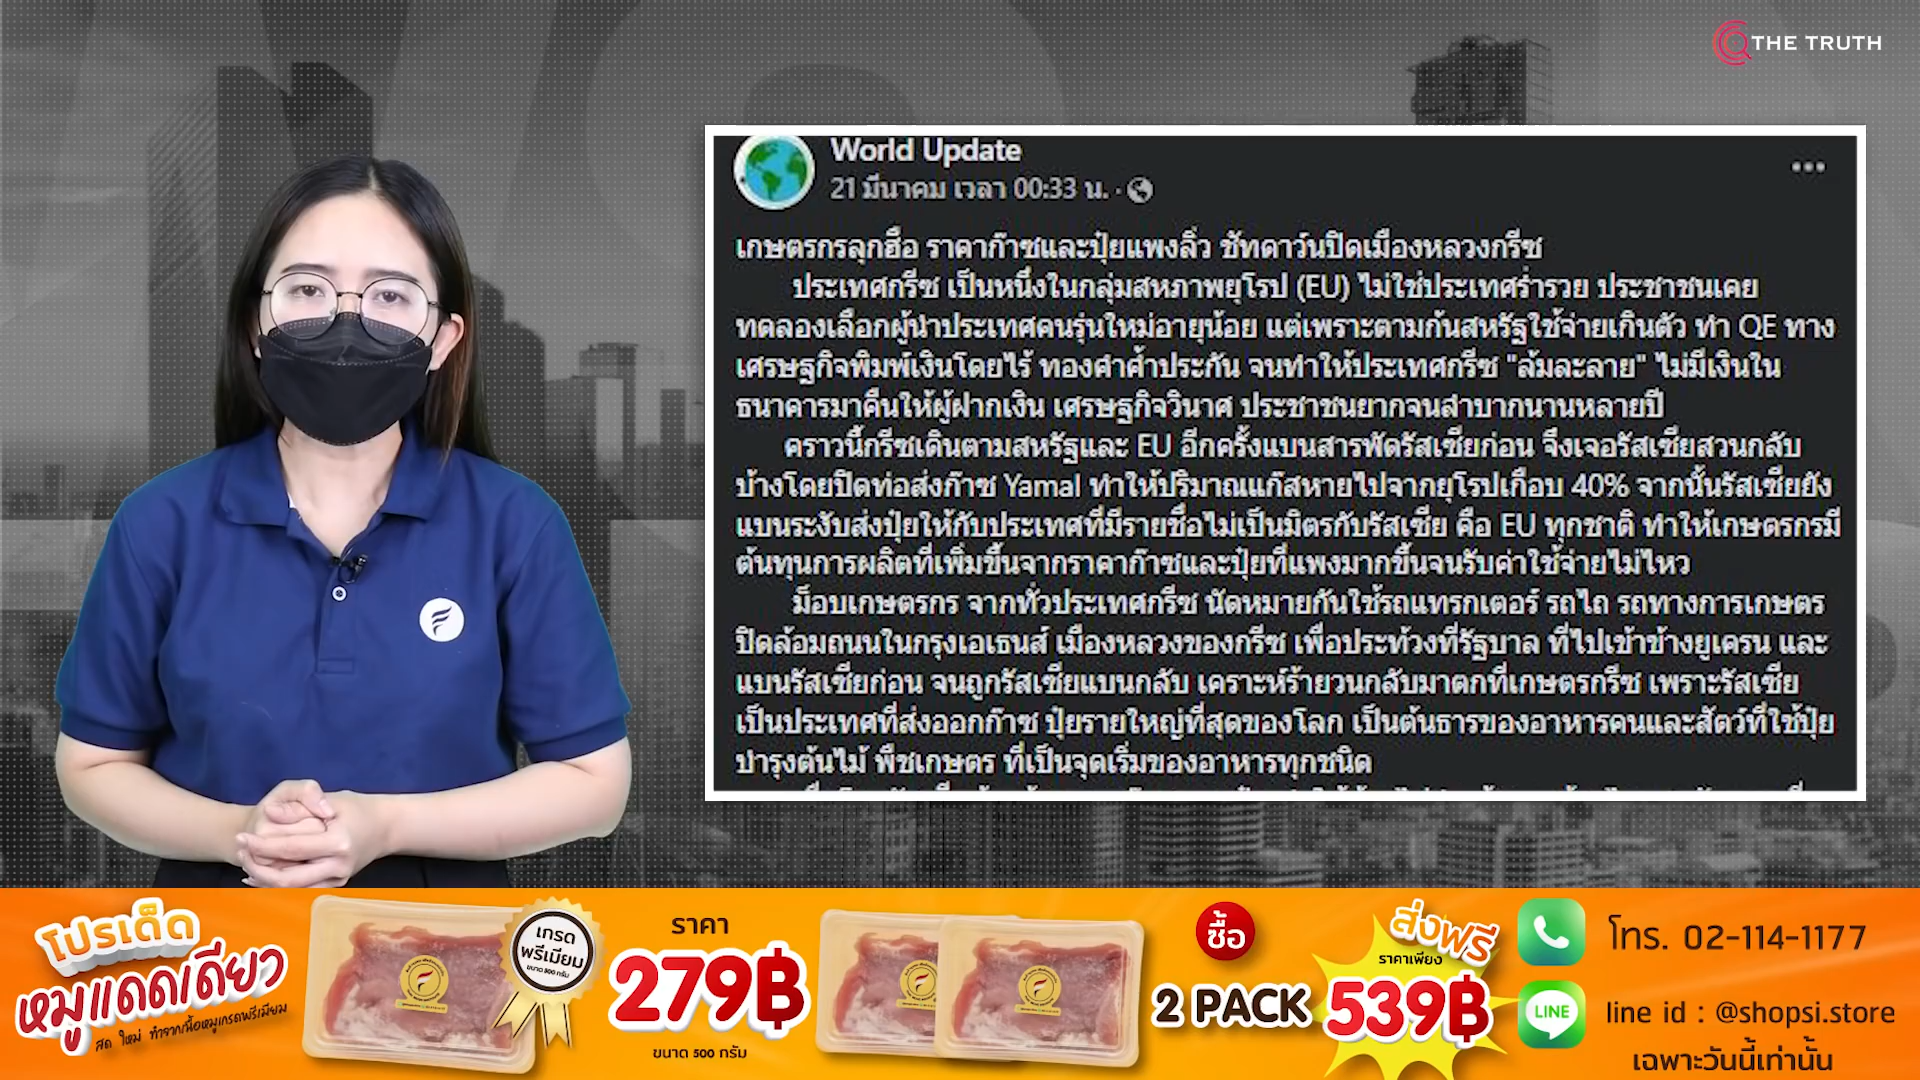 THE TRUTH
World Update
21 มีนาคม เวลา 00:33 น. ·
เกษตรกรลุกฮือ ราคาก๊าซและปุ๋ยแพงลิ่ว ชัทดาว์นปิดเมืองหลวงกรีซ
ประเทศกรีซ เป็นหนึ่งในกลุ่มสหภาพยุโรป (EU) ไม่ใช่ประเทศร่ำรวย ประชาชนเคย
ทดลองเลือกผู้นำประเทศคนรุ่นใหม่อายุน้อย แต่เพราะตามก้นสหรัฐใช้จ่ายเกินตัว ทำ QE ทาง
เศรษฐกิจพิมพ์เงินโดยไร้ ทองคำค้ำประกัน จนทำให้ประเทศกรีซ "ล้มละลาย" ไม่มีเงินใน
ธนาคารมาคืนให้ผู้ฝากเงิน เศรษฐกิจวินาศ ประชาชนยากจนลำบากนานหลายปี
คราวนี้กรีซเดินตามสหรัฐและ EU อีกครั้งแบนสารพัดรัสเซียก่อน จึงเจอรัสเซียสวนกลับ
บ้างโดยปิดท่อส่งก๊าซ Yamal ทำให้ปริมาณแก๊สหายไปจากยุโรปเกือบ 40% จากนั้นรัสเซียยัง
แบนระงับส่งปุ๋ยให้กับประเทศที่มีรายชื่อไม่เป็นมิตรกับรัสเซีย คือ EU ทุกชาติ ทำให้เกษตรกรมี
ต้นทุนการผลิตที่เพิ่มขึ้นจากราคาก๊าซและปุ๋ยที่แพงมากขึ้นจนรับค่าใช้จ่ายไม่ไหว
ม็อบเกษตรกร จากทั่วประเทศกรีซ นัดหมายกันใช้รถแทรกเตอร์ รถไถ รถทางการเกษตร
ปิดล้อมถนนในกรุงเอเธนส์ เมืองหลวงของกรีซ เพื่อประท้วงที่รัฐบาล ที่ไปเข้าข้างยูเครน และ
แบนรัสเซียก่อน จนถูกรัสเซียแบนกลับ เคราะห์ร้ายวนกลับมาตกที่เกษตรกรีซ เพราะรัสเซีย
เป็นประเทศที่ส่งออกก๊าซ ปุ๋ยรายใหญ่ที่สุดของโลก เป็นต้นธารของอาหารคนและสัตว์ที่ใช้ปุ๋ย
บำรุงต้นไม้ พืชเกษตร ที่เป็นจุดเริ่มของอาหารทุกชนิด
โปรเด็ด
หมูแดดเดียว
สด ใหม่ ทำจากเนื้อหมูเกรดพรีเมียม
เกรด
พรีเมียม
ขนาด 500 กรัม
ราคา
279฿
ขนาด 500 กรัม
ซื้อ
2 PACK
ส่งฟรี
ราคาเพียง
539฿
โทร. 02-114-1177
LINE
line id : @shopsi.store
เฉพาะวันนี้เท่านั้น